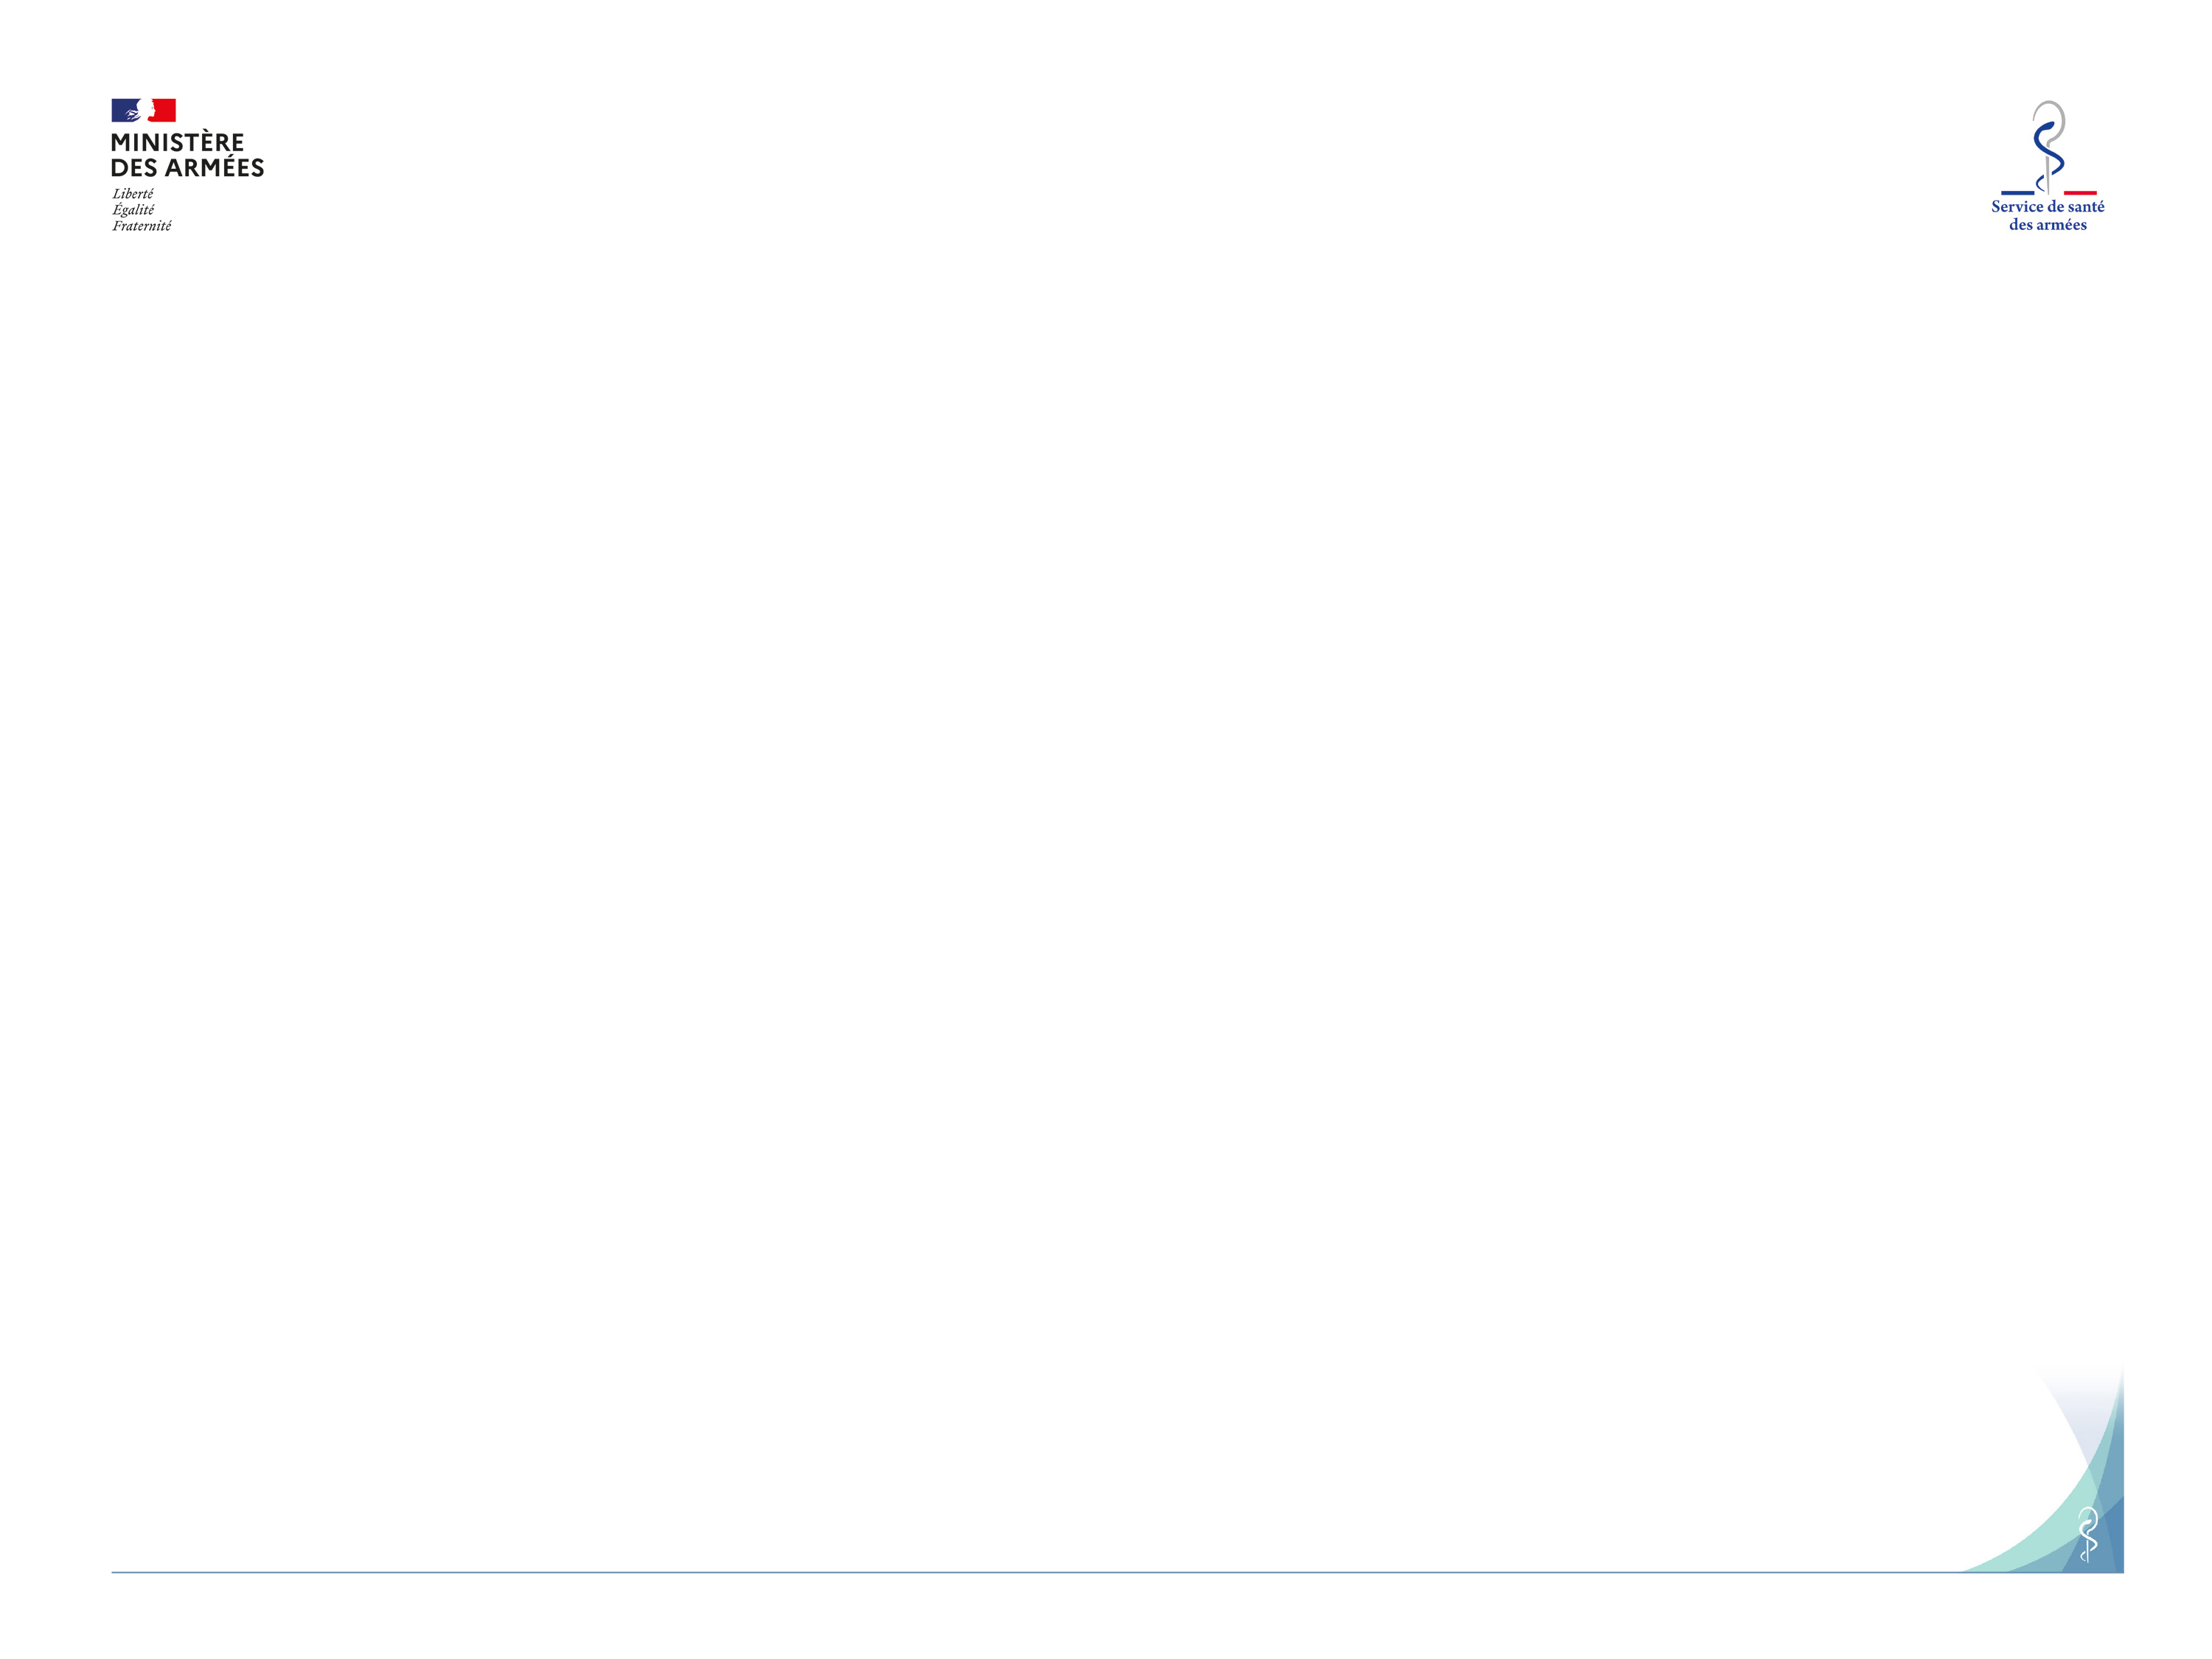 MINISTÈRE
DES ARMÉES
Liberté
Égalité
Fraternité
Service de santé
des armées